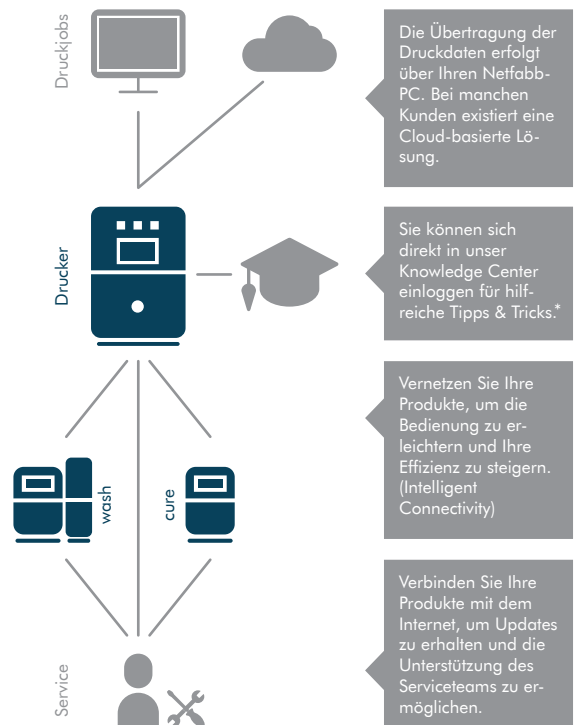 Druckjobs
Die Übertragung der
Druckdaten erfolgt
über Ihren Netfabb-
PC. Bei manchen
Kunden existiert eine
Cloud-basierte Lö-
sung.
Drucker
Sie können sich
direkt in unser
Knowledge Center
einloggen für hilf-
reiche Tipps & Tricks.*
wash
cure
Vernetzen Sie Ihre
Produkte, um die
Bedienung zu er-
leichtern und Ihre
Effizienz zu steigern.
(Intelligent
Connectivity)
Service
Verbinden Sie Ihre
Produkte mit dem
Internet, um Updates
zu erhalten und die
Unterstützung des
Serviceteams zu er-
möglichen.